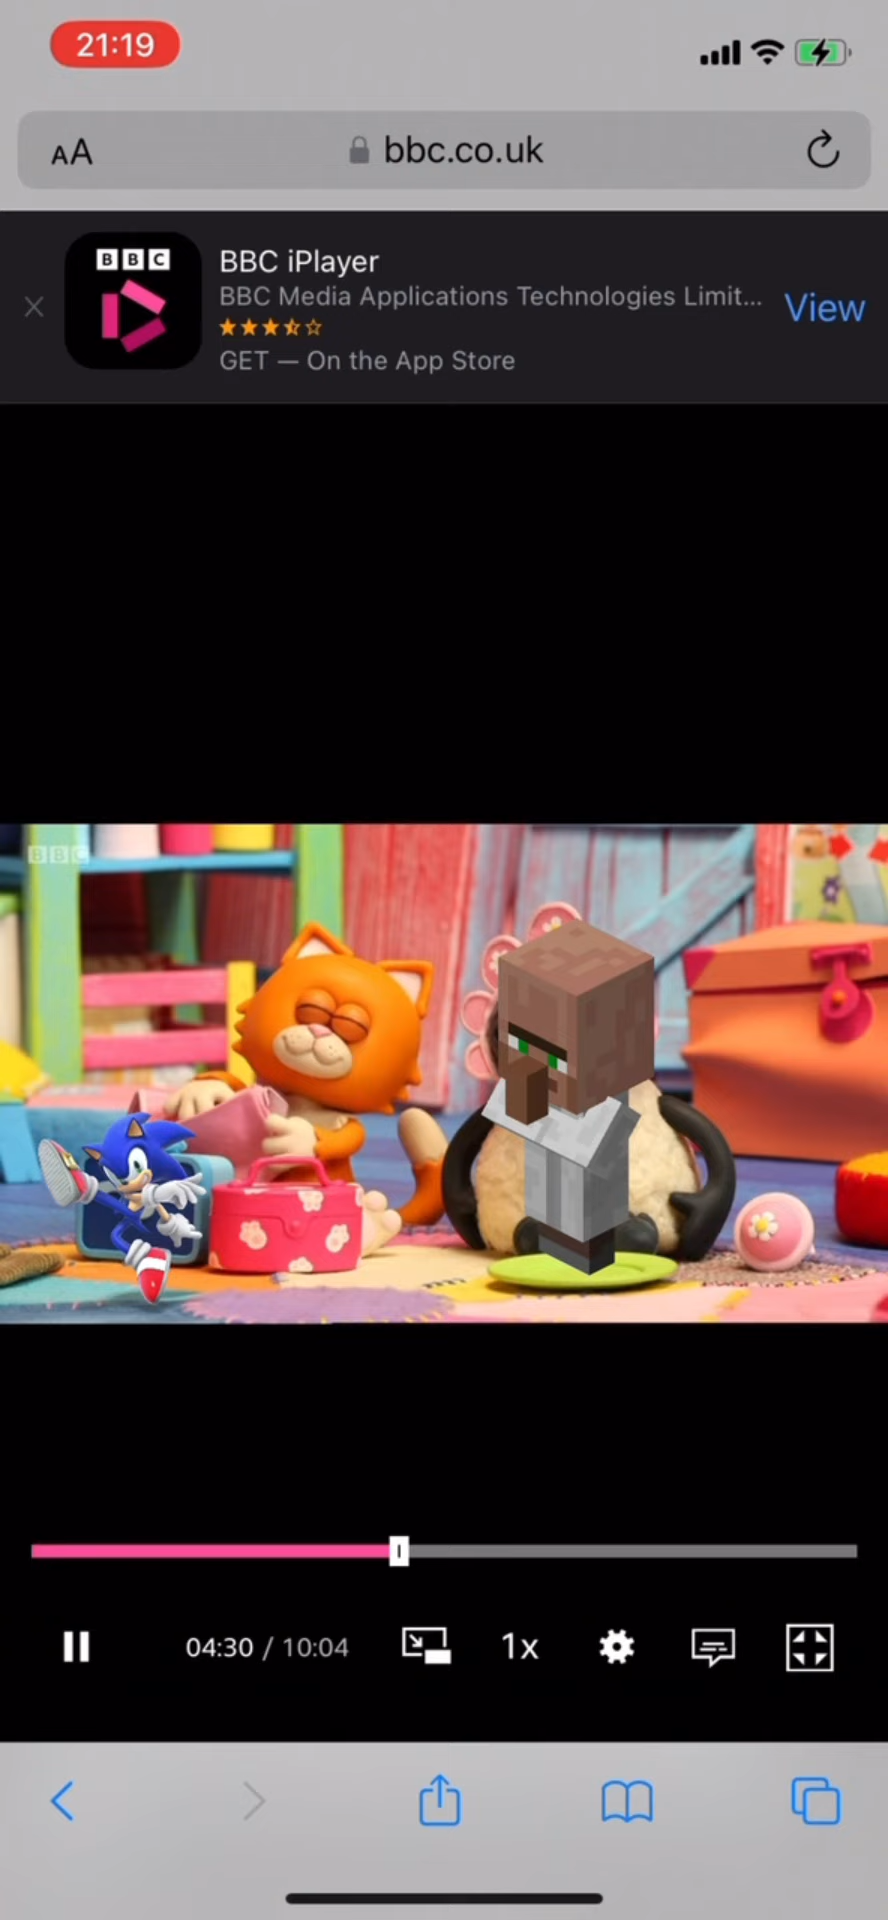 21:19
AA
bbc.co.uk
BBC
BBC iPlayer
BBC Media Applications Technologies Limit...
GET — On the App Store
View
BBC
04:30 / 10:04
1x